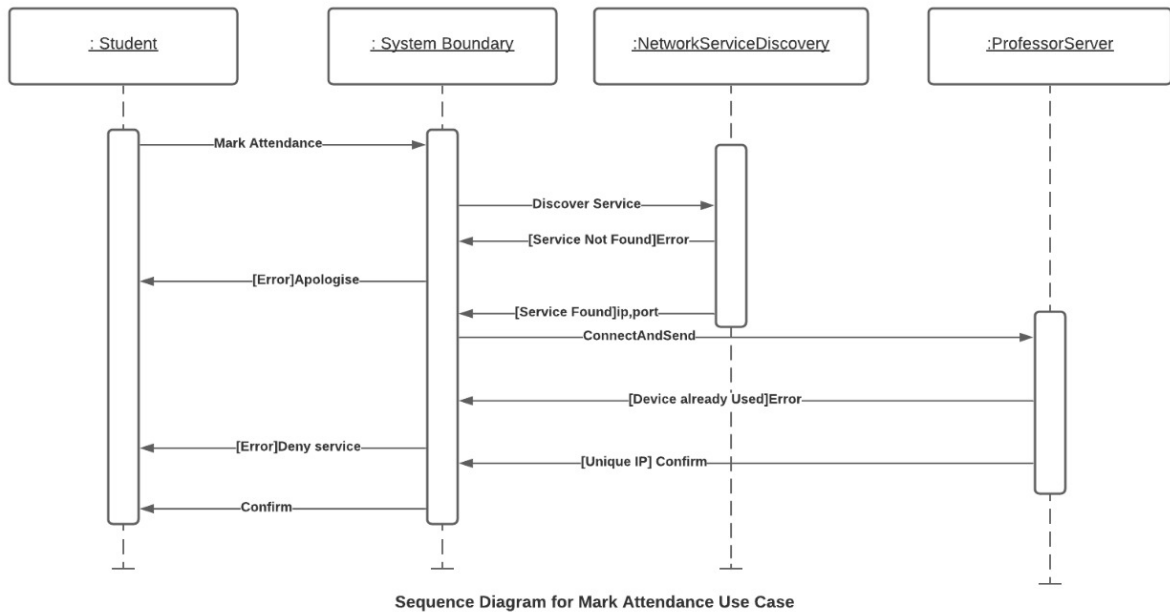 : Student
: System Boundary
:NetworkServiceDiscovery
:ProfessorServer
Mark Attendance
Discover Service
[Service Not Found]Error
[Error]Apologise
[Service Found]ip,port
ConnectAndSend
[Device already Used]Error
[Error]Deny service
[Unique IP] Confirm
Confirm
Sequence Diagram for Mark Attendance Use Case